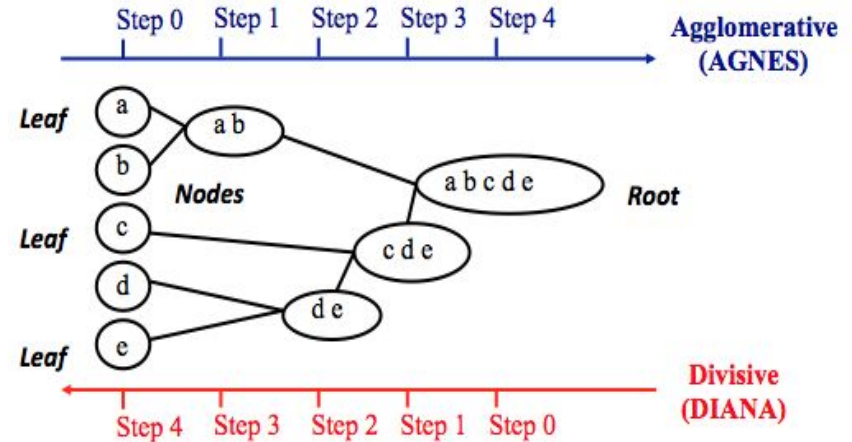 Step 0 Step 1 Step 2 Step 3 Step 4
Agglomerative
(AGNES)
Leaf
a
a b
b
Nodes
a b c d e
Root
Leaf
c
c d e
d
d e
e
Leaf
Divisive
(DIANA)
Step 4 Step 3 Step 2 Step 1 Step 0